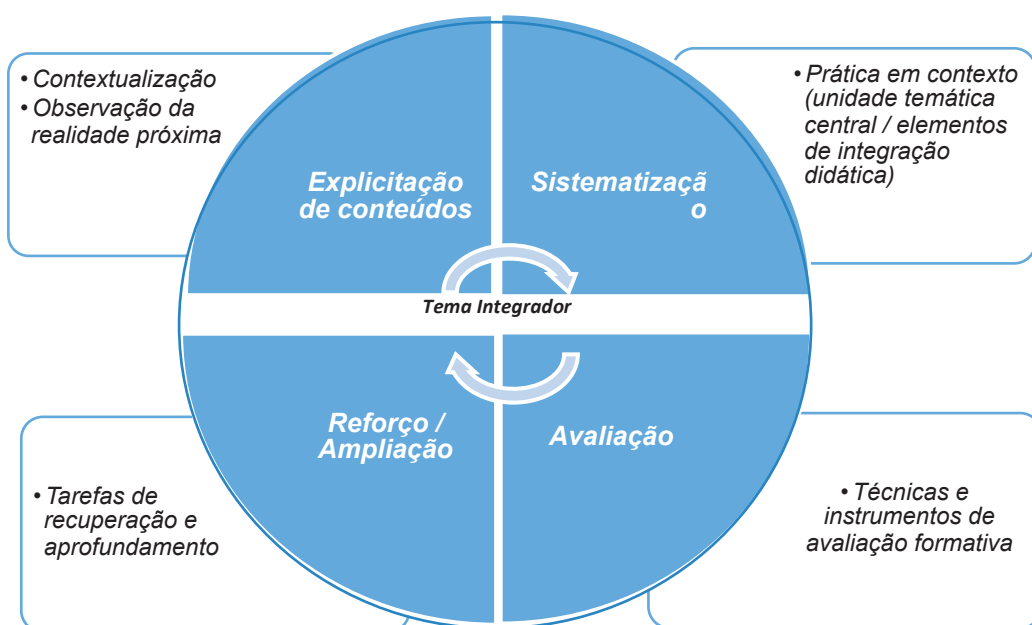 • Contextualização
• Observação da
realidade próxima
• Prática em contexto
(unidade temática
central / elementos
de integração
didática)
Explicitação
de conteúdos
Sistematizaçã
o
Tema Integrador
Reforço /
Ampliação
Avaliação
• Tarefas de
recuperação e
aprofundamento
• Técnicas e
instrumentos de
avaliação formativa